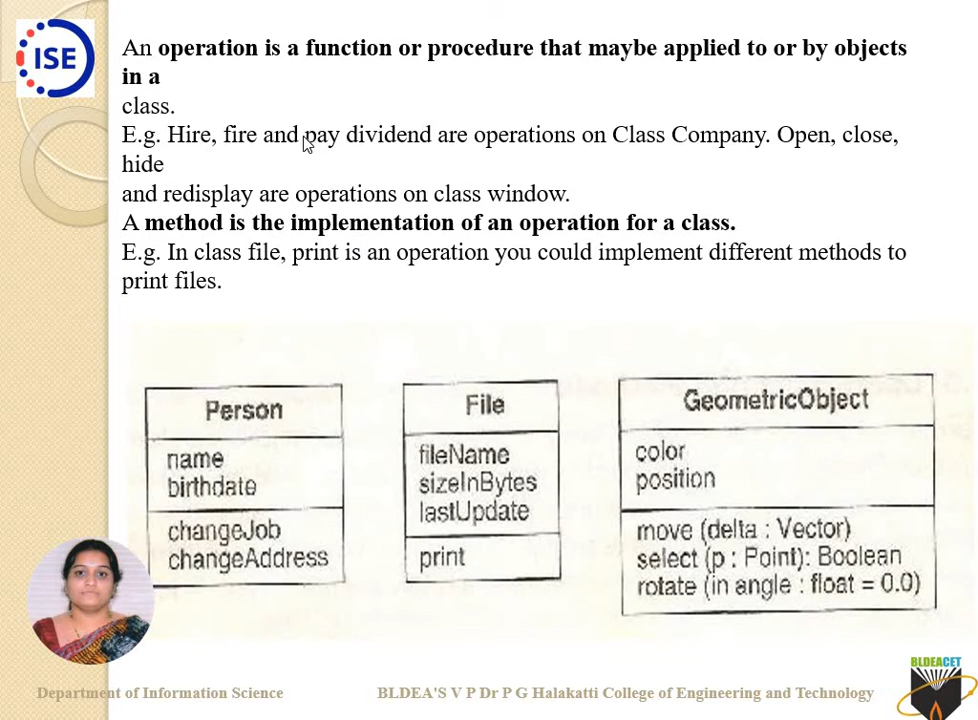 ISE
An operation is a function or procedure that maybe applied to or by objects
in a
class.
E.g. Hire, fire and pay dividend are operations on Class Company. Open, close,
hide
and redisplay are operations on class window.
A method is the implementation of an operation for a class.
E.g. In class file, print is an operation you could implement different methods to
print files.
Person
name
birthdate
changeJob
changeAddress
File
fileName
sizeInBytes
lastUpdate
print
GeometricObject
color
position
move (delta : Vector)
select (p : Point): Boolean
rotate (in angle : float = 0.0)
BLDEACET
Department of Information Science
BLDEA'S V P Dr P G Halakatti College of Engineering and Technology